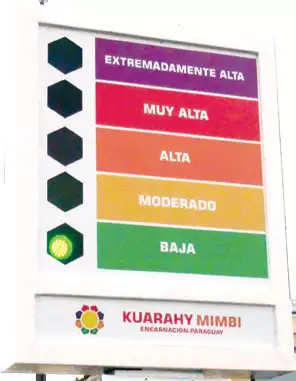 EXTREMADAMENTE ALTA
MUY ALTA
ALTA
MODERADO
BAJA
KUARAHY MIMBI
ENCARNACION-PARAGUAY